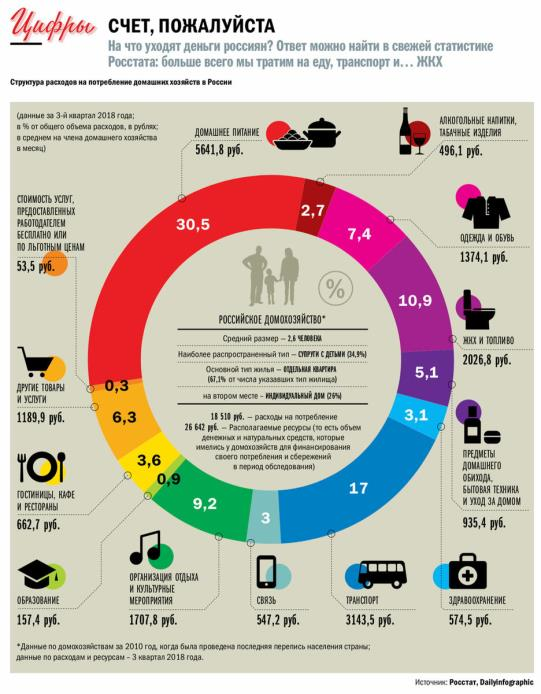 Цифры
СЧЕТ, ПОЖАЛУЙСТА
На что уходят деньги россиян? Ответ можно найти в свежей статистике
Росстата: больше всего мы тратим на еду, транспорт и… ЖКХ
Структура расходов на потребление домашних хозяйств в России
(данные за 3-й квартал 2018 года;
в % от общего объема расходов, в рублях;
в среднем на члена домашнего хозяйства
в месяц)
ДОМАШНЕЕ ПИТАНИЕ
5641,8 руб.
АЛКОГОЛЬНЫЕ НАПИТКИ,
ТАБАЧНЫЕ ИЗДЕЛИЯ
496,1 руб.
СТОИМОСТЬ УСЛУГ,
ПРЕДОСТАВЛЕННЫХ
РАБОТОДАТЕЛЕМ
БЕСПЛАТНО ИЛИ
ПО ЛЬГОТНЫМ ЦЕНАМ
53,5 руб.
ОДЕЖДА И ОБУВЬ
1374,1 руб.
ЖКХ И ТОПЛИВО
2026,8 руб.
ДРУГИЕ ТОВАРЫ
И УСЛУГИ
1189,9 руб.
ПРЕДМЕТЫ
ДОМАШНЕГО
ОБИХОДА,
БЫТОВАЯ ТЕХНИКА
И УХОД ЗА ДОМОМ
935,4 руб.
ГОСТИНИЦЫ, КАФЕ
И РЕСТОРАНЫ
662,7 руб.
30,5
2,7
7,4
10,9
5,1
3,1
17
3
9,2
0,9
3,6
6,3
0,3
%
РОССИЙСКОЕ ДОМОХОЗЯЙСТВО*
Средний размер — 2,6 ЧЕЛОВЕКА
Наиболее распространенный тип — СУПРУГИ С ДЕТЬМИ (34,9%)
Основной тип жилья — ОТДЕЛЬНАЯ КВАРТИРА
(67,1% от числа указавших тип жилища)
на втором месте – ИНДИВИДУАЛЬНЫЙ ДОМ (26%)
18 510 руб. — расходы на потребление
26 642 руб. — Располагаемые ресурсы (то есть объем
денежных и натуральных средств, которые
имелись у домохозяйств для финансирования
своего потребления и сбережений
в период обследования)
ОБРАЗОВАНИЕ
157,4 руб.
ОРГАНИЗАЦИЯ ОТДЫХА
И КУЛЬТУРНЫЕ
МЕРОПРИЯТИЯ
1707,8 руб.
СВЯЗЬ
547,2 руб.
ТРАНСПОРТ
3143,5 руб.
ЗДРАВООХРАНЕНИЕ
574,5 руб.
*Данные по домохозяйствам за 2010 год, когда была проведена последняя перепись населения страны;
данные по расходам и ресурсам – 3 квартал 2018 года.
Источник: Росстат, Dailyinfographic